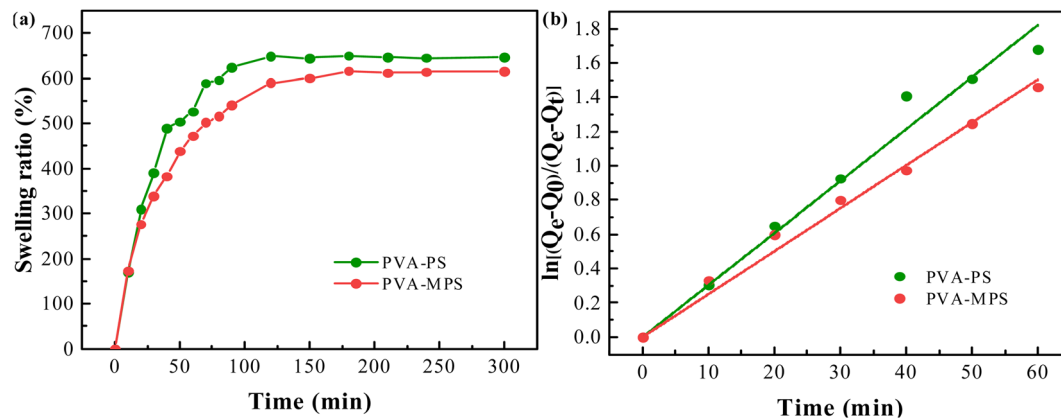 (a)
700
600
500
400
300
200
100
0
Swelling ratio (%)
PVA-PS
PVA-MPS
0 50 100 150 200 250 300
Time (min)
(b)
1.8
1.6
1.4
1.2
1.0
0.8
0.6
0.4
0.2
0.0
ln[(Qe-Q0)/(Qe-Qt)]
PVA-PS
PVA-MPS
0 10 20 30 40 50 60
Time (min)